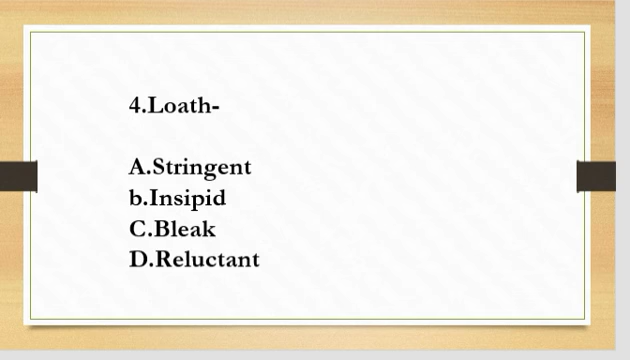 4.Loath-
A.Stringent
b.Insipid
C.Bleak
D.Reluctant